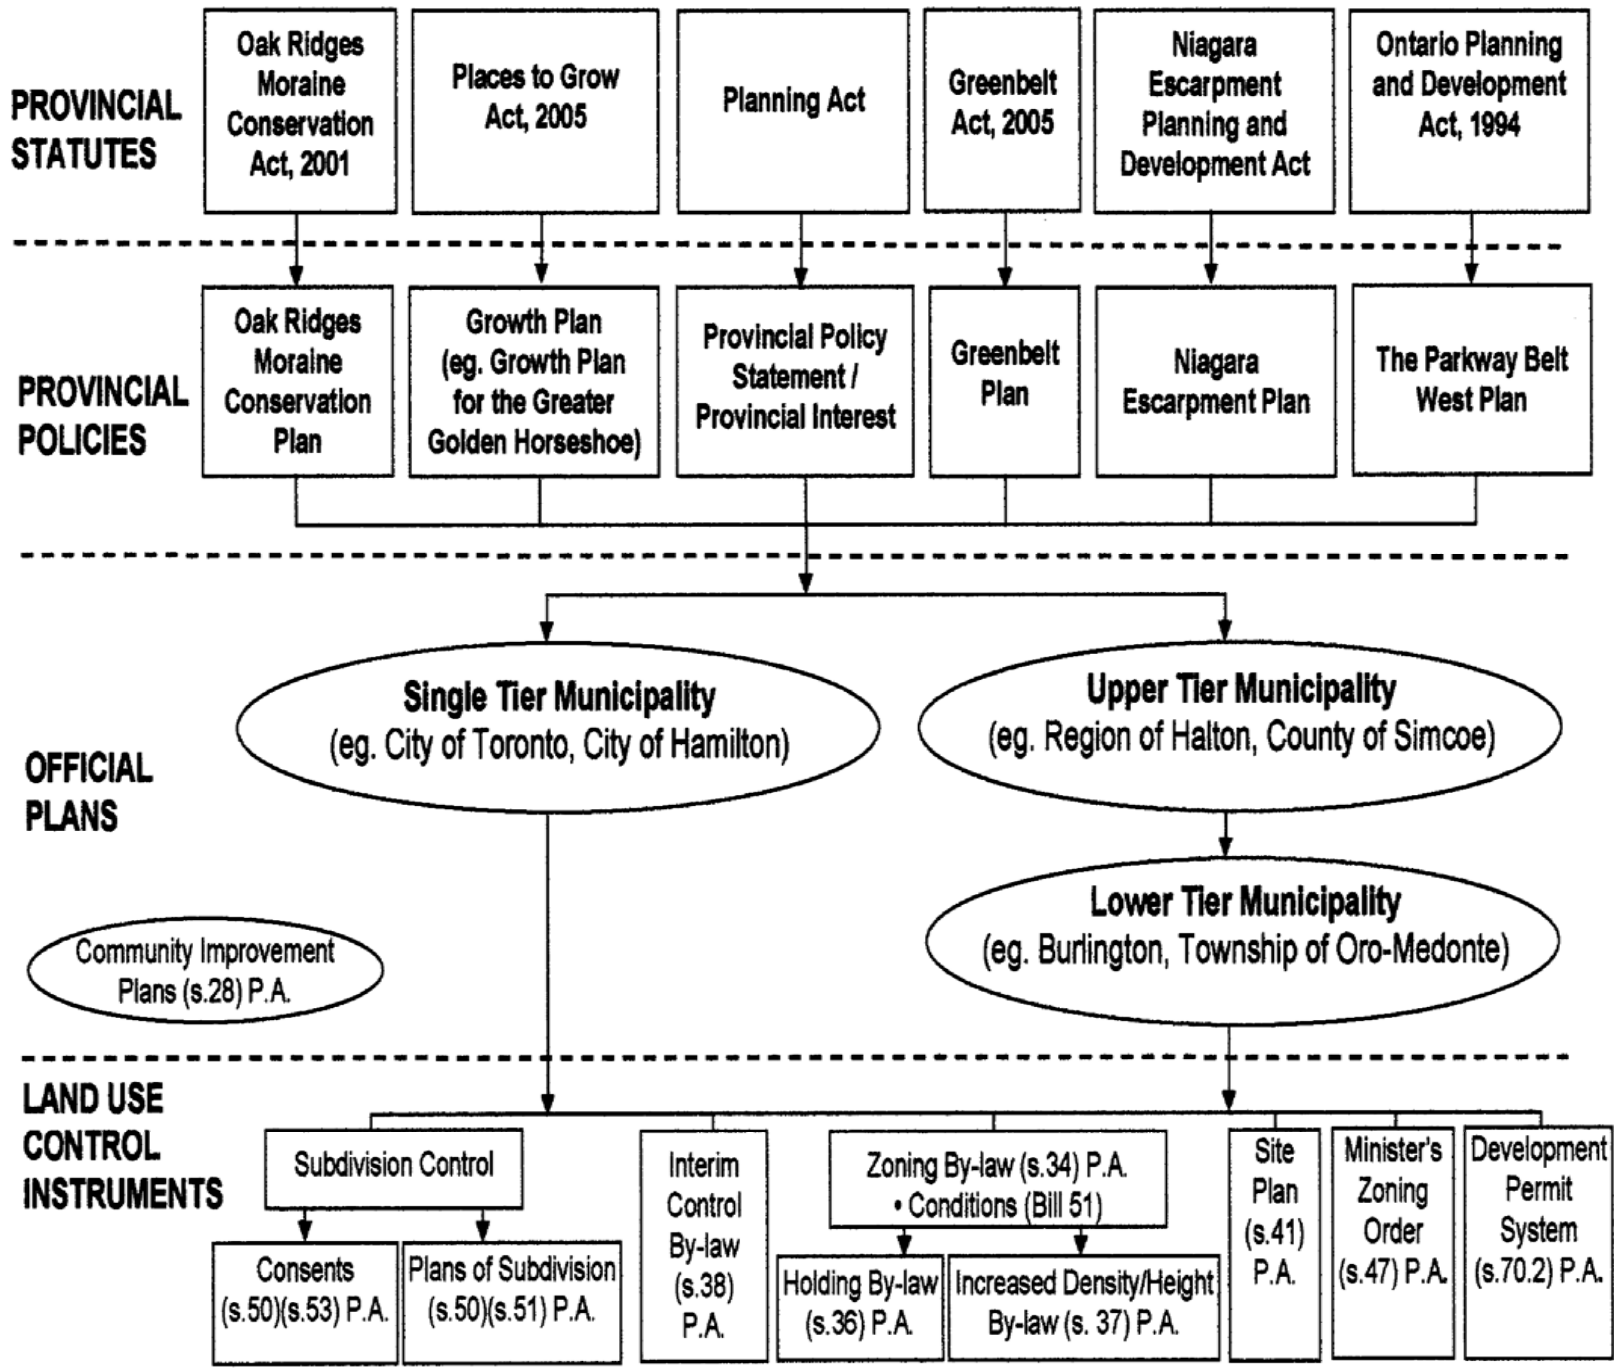 PROVINCIAL
STATUTES
Oak Ridges
Moraine
Conservation
Act, 2001
Places to Grow
Act, 2005
Planning Act
Greenbelt
Act, 2005
Niagara
Escarpment
Planning and
Development Act
Ontario Planning
and Development
Act, 1994
PROVINCIAL
POLICIES
Oak Ridges
Moraine
Conservation
Plan
Growth Plan
(eg. Growth Plan
for the Greater
Golden Horseshoe)
Provincial Policy
Statement /
Provincial Interest
Greenbelt
Plan
Niagara
Escarpment Plan
The Parkway Belt
West Plan
OFFICIAL
PLANS
Single Tier Municipality
(eg. City of Toronto, City of Hamilton)
Upper Tier Municipality
(eg. Region of Halton, County of Simcoe)
Lower Tier Municipality
(eg. Burlington, Township of Oro-Medonte)
Community Improvement
Plans (s.28) P.A.
LAND USE
CONTROL
INSTRUMENTS
Subdivision Control
Consents
(s.50)(s.53) P.A.
Plans of Subdivision
(s.50)(s.51) P.A.
Interim
Control
By-law
(s.38)
P.A.
Zoning By-law (s.34) P.A.
• Conditions (Bill 51)
Holding By-law
(s.36) P.A.
Increased Density/Height
By-law (s. 37) P.A.
Site
Plan
(s.41)
P.A.
Minister's
Zoning
Order
(s.47) P.A.
Development
Permit
System
(s.70.2) P.A.